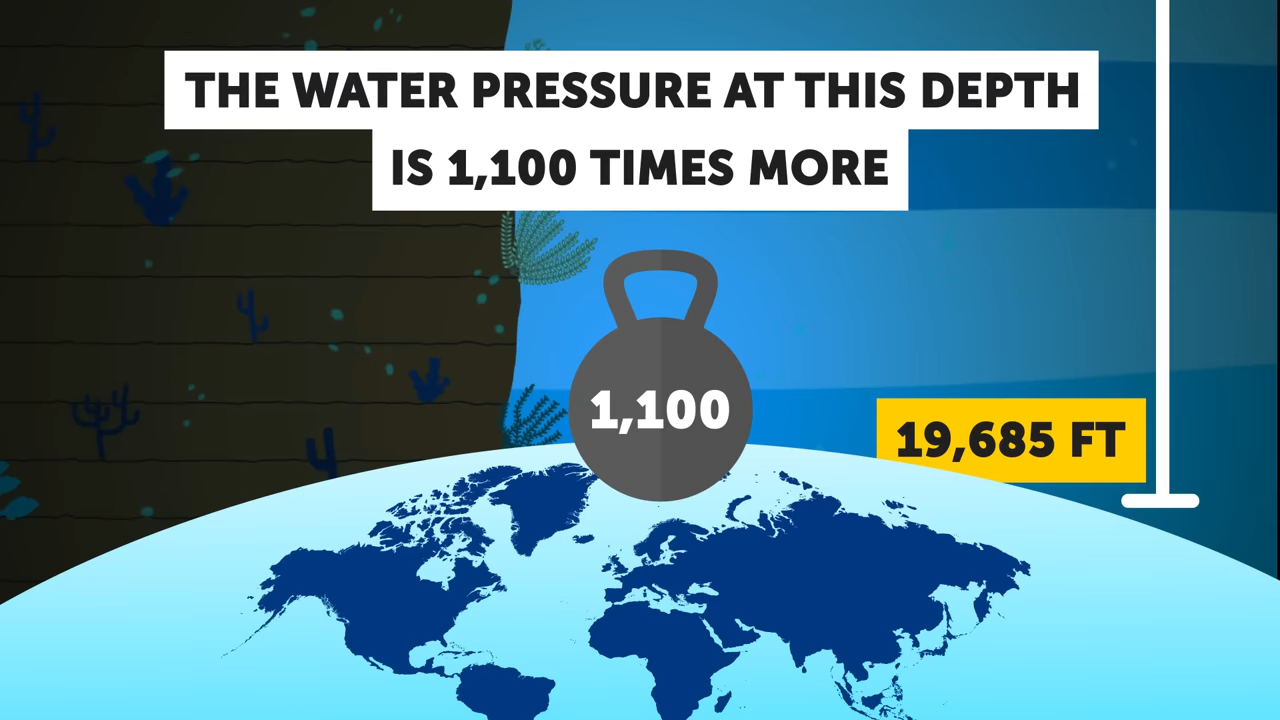 THE WATER PRESSURE AT THIS DEPTH
IS 1,100 TIMES MORE
1,100
19,685 FT